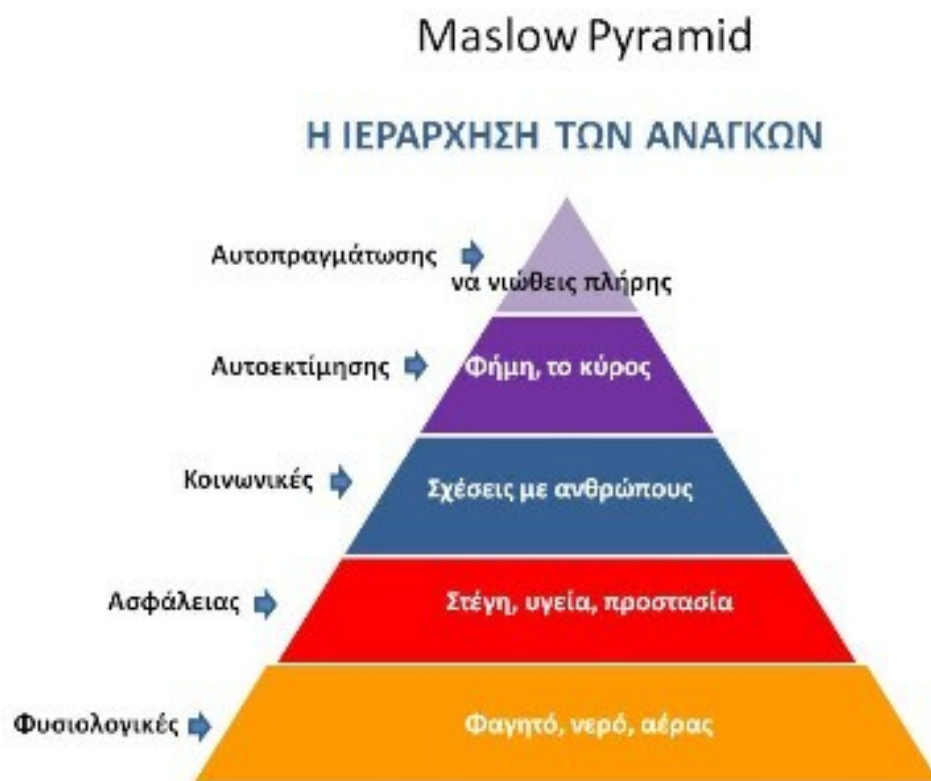 Maslow Pyramid
Η ΙΕΡΑΡΧΗΣΗ ΤΩΝ ΑΝΑΓΚΩΝ
Αυτοπραγμάτωσης
να νιώθεις πλήρης
Αυτοεκτίμησης
Φήμη, το κύρος
Κοινωνικές
Σχέσεις με ανθρώπους
Ασφάλειας
Στέγη, υγεία, προστασία
Φυσιολογικές
Φαγητό, νερό, αέρας